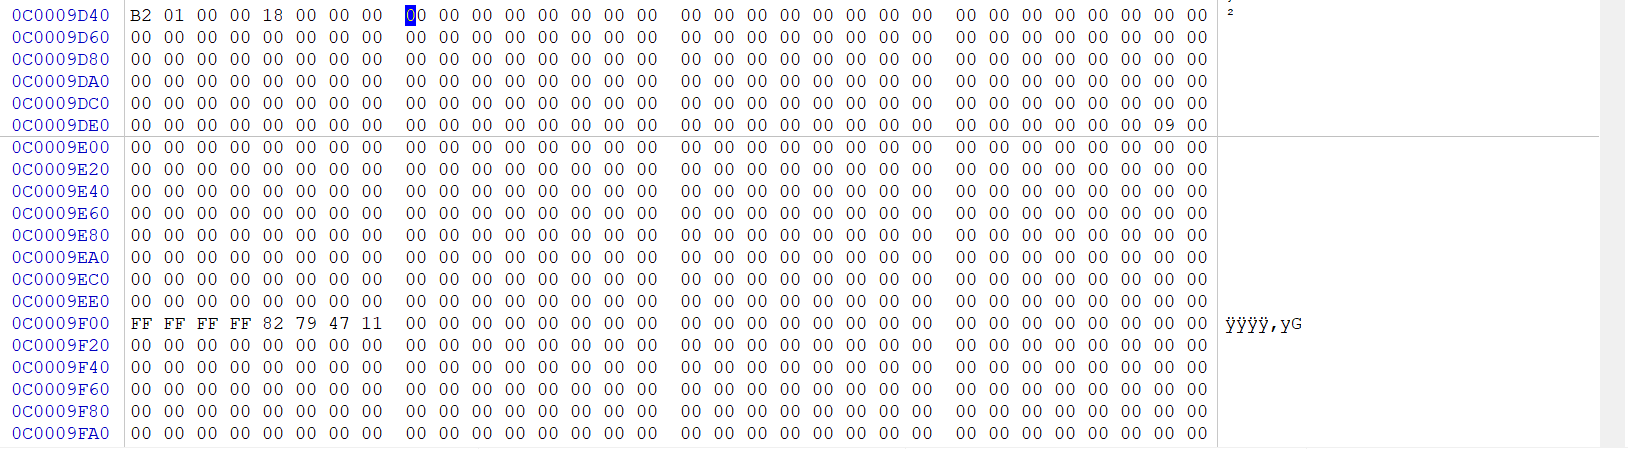 0C0009D40 B2 01 00 00 18 00 00 00 00 00 00 00 00 00 00 00 00 00 00 00 00 00 00 00 00 00 00 00 00 00 00 00 ²
0C0009D60 00 00 00 00 00 00 00 00 00 00 00 00 00 00 00 00 00 00 00 00 00 00 00 00 00 00 00 00 00 00 00 00
0C0009D80 00 00 00 00 00 00 00 00 00 00 00 00 00 00 00 00 00 00 00 00 00 00 00 00 00 00 00 00 00 00 00 00
0C0009DA0 00 00 00 00 00 00 00 00 00 00 00 00 00 00 00 00 00 00 00 00 00 00 00 00 00 00 00 00 00 00 00 00
0C0009DC0 00 00 00 00 00 00 00 00 00 00 00 00 00 00 00 00 00 00 00 00 00 00 00 00 00 00 00 00 00 00 00 00
0C0009DE0 00 00 00 00 00 00 00 00 00 00 00 00 00 00 00 00 00 00 00 00 00 00 00 00 00 00 00 00 00 00 09 00
0C0009E00 00 00 00 00 00 00 00 00 00 00 00 00 00 00 00 00 00 00 00 00 00 00 00 00 00 00 00 00 00 00 00 00
0C0009E20 00 00 00 00 00 00 00 00 00 00 00 00 00 00 00 00 00 00 00 00 00 00 00 00 00 00 00 00 00 00 00 00
0C0009E40 00 00 00 00 00 00 00 00 00 00 00 00 00 00 00 00 00 00 00 00 00 00 00 00 00 00 00 00 00 00 00 00
0C0009E60 00 00 00 00 00 00 00 00 00 00 00 00 00 00 00 00 00 00 00 00 00 00 00 00 00 00 00 00 00 00 00 00
0C0009E80 00 00 00 00 00 00 00 00 00 00 00 00 00 00 00 00 00 00 00 00 00 00 00 00 00 00 00 00 00 00 00 00
0C0009EA0 00 00 00 00 00 00 00 00 00 00 00 00 00 00 00 00 00 00 00 00 00 00 00 00 00 00 00 00 00 00 00 00
0C0009EC0 00 00 00 00 00 00 00 00 00 00 00 00 00 00 00 00 00 00 00 00 00 00 00 00 00 00 00 00 00 00 00 00
0C0009EE0 00 00 00 00 00 00 00 00 00 00 00 00 00 00 00 00 00 00 00 00 00 00 00 00 00 00 00 00 00 00 00 00
0C0009F00 FF FF FF FF 82 79 47 11 00 00 00 00 00 00 00 00 00 00 00 00 00 00 00 00 00 00 00 00 00 00 00 00 ÿÿÿÿ‚yG
0C0009F20 00 00 00 00 00 00 00 00 00 00 00 00 00 00 00 00 00 00 00 00 00 00 00 00 00 00 00 00 00 00 00 00
0C0009F40 00 00 00 00 00 00 00 00 00 00 00 00 00 00 00 00 00 00 00 00 00 00 00 00 00 00 00 00 00 00 00 00
0C0009F60 00 00 00 00 00 00 00 00 00 00 00 00 00 00 00 00 00 00 00 00 00 00 00 00 00 00 00 00 00 00 00 00
0C0009F80 00 00 00 00 00 00 00 00 00 00 00 00 00 00 00 00 00 00 00 00 00 00 00 00 00 00 00 00 00 00 00 00
0C0009FA0 00 00 00 00 00 00 00 00 00 00 00 00 00 00 00 00 00 00 00 00 00 00 00 00 00 00 00 00 00 00 00 00